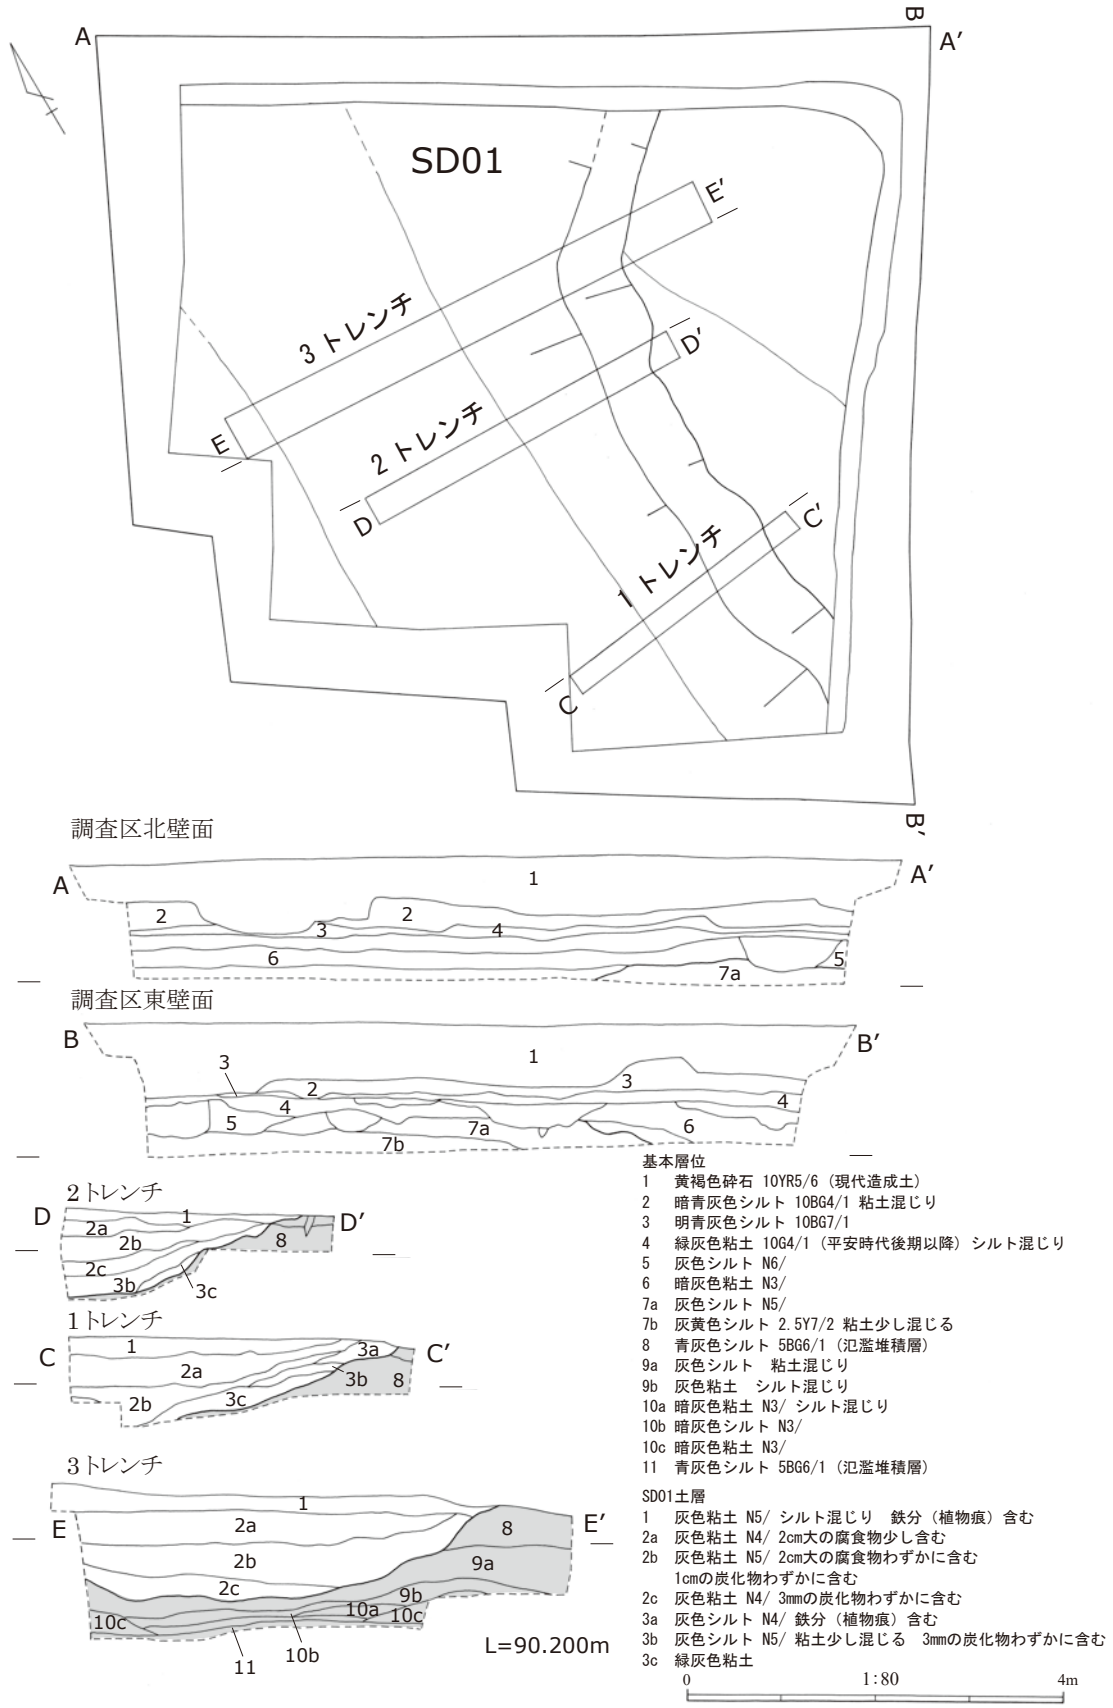 B
A
A′
SD01
E′
3 トレンチ
D′
2 トレンチ
E
C′
D
1 トレンチ
C
B′
調査区北壁面
A
A′
1
2
2
3
4
6
5
7a
調査区東壁面
B
B′
1
3
3
2
4
4
5
7a
6
7b
2トレンチ
D
D′
1
2a
2b
8
2c
3b
3c
1トレンチ
C
C′
1
3a
2a
3b
8
3c
2b
3トレンチ
E
E′
1
2a
8
2b
9a
2c
9b
10a
10c
10c
10b
11
L=90.200m
基本層位
1 黄褐色砕石 10YR5/6 (現代造成土)
2 暗青灰色シルト 10BG4/1 粘土混じり
3 明青灰色シルト 10BG7/1
4 緑灰色粘土 10G4/1 (平安時代後期以降) シルト混じり
5 灰色シルト N6/
6 暗灰色粘土 N3/
7a 灰色シルト N5/
7b 灰黄色シルト 2.5Y7/2 粘土少し混じる
8 青灰色シルト 5BG6/1 (氾濫堆積層)
9a 灰色シルト 粘土混じり
9b 灰色粘土 シルト混じり
10a 暗灰色粘土 N3/ シルト混じり
10b 暗灰色シルト N3/
10c 暗灰色粘土 N3/
11 青灰色シルト 5BG6/1 (氾濫堆積層)
SD01土層
1 灰色粘土 N5/ シルト混じり 鉄分（植物痕）含む
2a 灰色粘土 N4/ 2cm大の腐食物少し含む
2b 灰色粘土 N5/ 2cm大の腐食物わずかに含む
1cmの炭化物わずかに含む
2c 灰色粘土 N4/ 3mmの炭化物わずかに含む
3a 灰色シルト N4/ 鉄分（植物痕）含む
3b 灰色シルト N5/ 粘土少し混じる 3mmの炭化物わずかに含む
3c 緑灰色粘土
0 1:80 4m